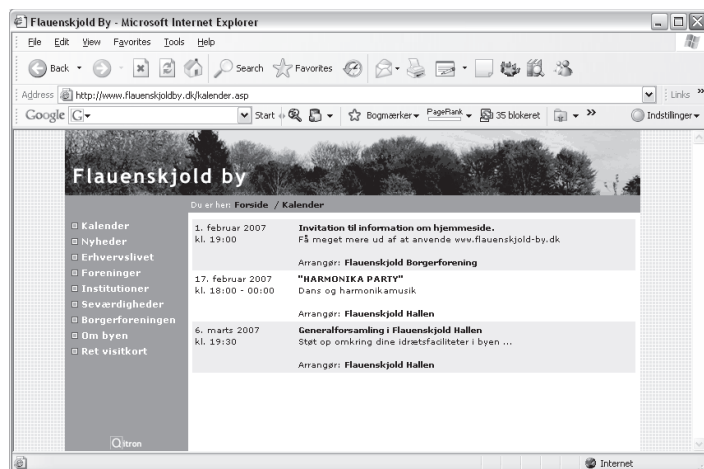 Flauenskjold By - Microsoft Internet Explorer
File Edit View Favorites Tools Help
Back Search Favorites
Address http://www.flauenskjoldby.dk/kalender.asp Links »
Google G Start Bogmærker PageRank 35 blokeret » Indstillinger
Flauenskjold by
Du er her: Forside / Kalender
Kalender
Nyheder
Erhvervslivet
Foreninger
Institutioner
Seværdigheder
Borgerforeningen
Om byen
Ret visitkort
1. februar 2007 Invitation til information om hjemmeside.
kl. 19:00 Få meget mere ud af at anvende www.flauenskjold-by.dk
Arrangør: Flauenskjold Borgerforening
17. februar 2007 "HARMONIKA PARTY"
kl. 18:00 - 00:00 Dans og harmonikamusik
Arrangør: Flauenskjold Hallen
6. marts 2007 Generalforsamling i Flauenskjold Hallen
kl. 19:30 Støt op omkring dine idrætsfaciliteter i byen ...
Arrangør: Flauenskjold Hallen
Qitron
Internet